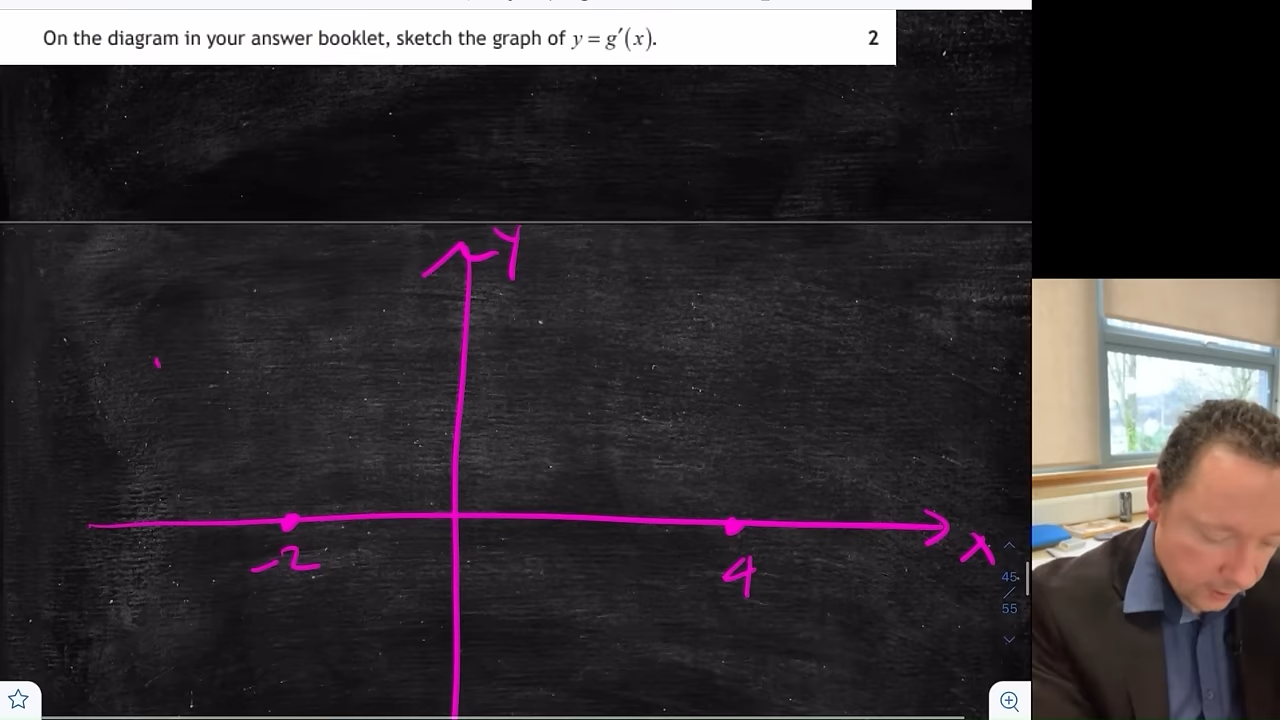 On the diagram in your answer booklet, sketch the graph of y = g′(x). 2
y
-2
4
x
45
/
55